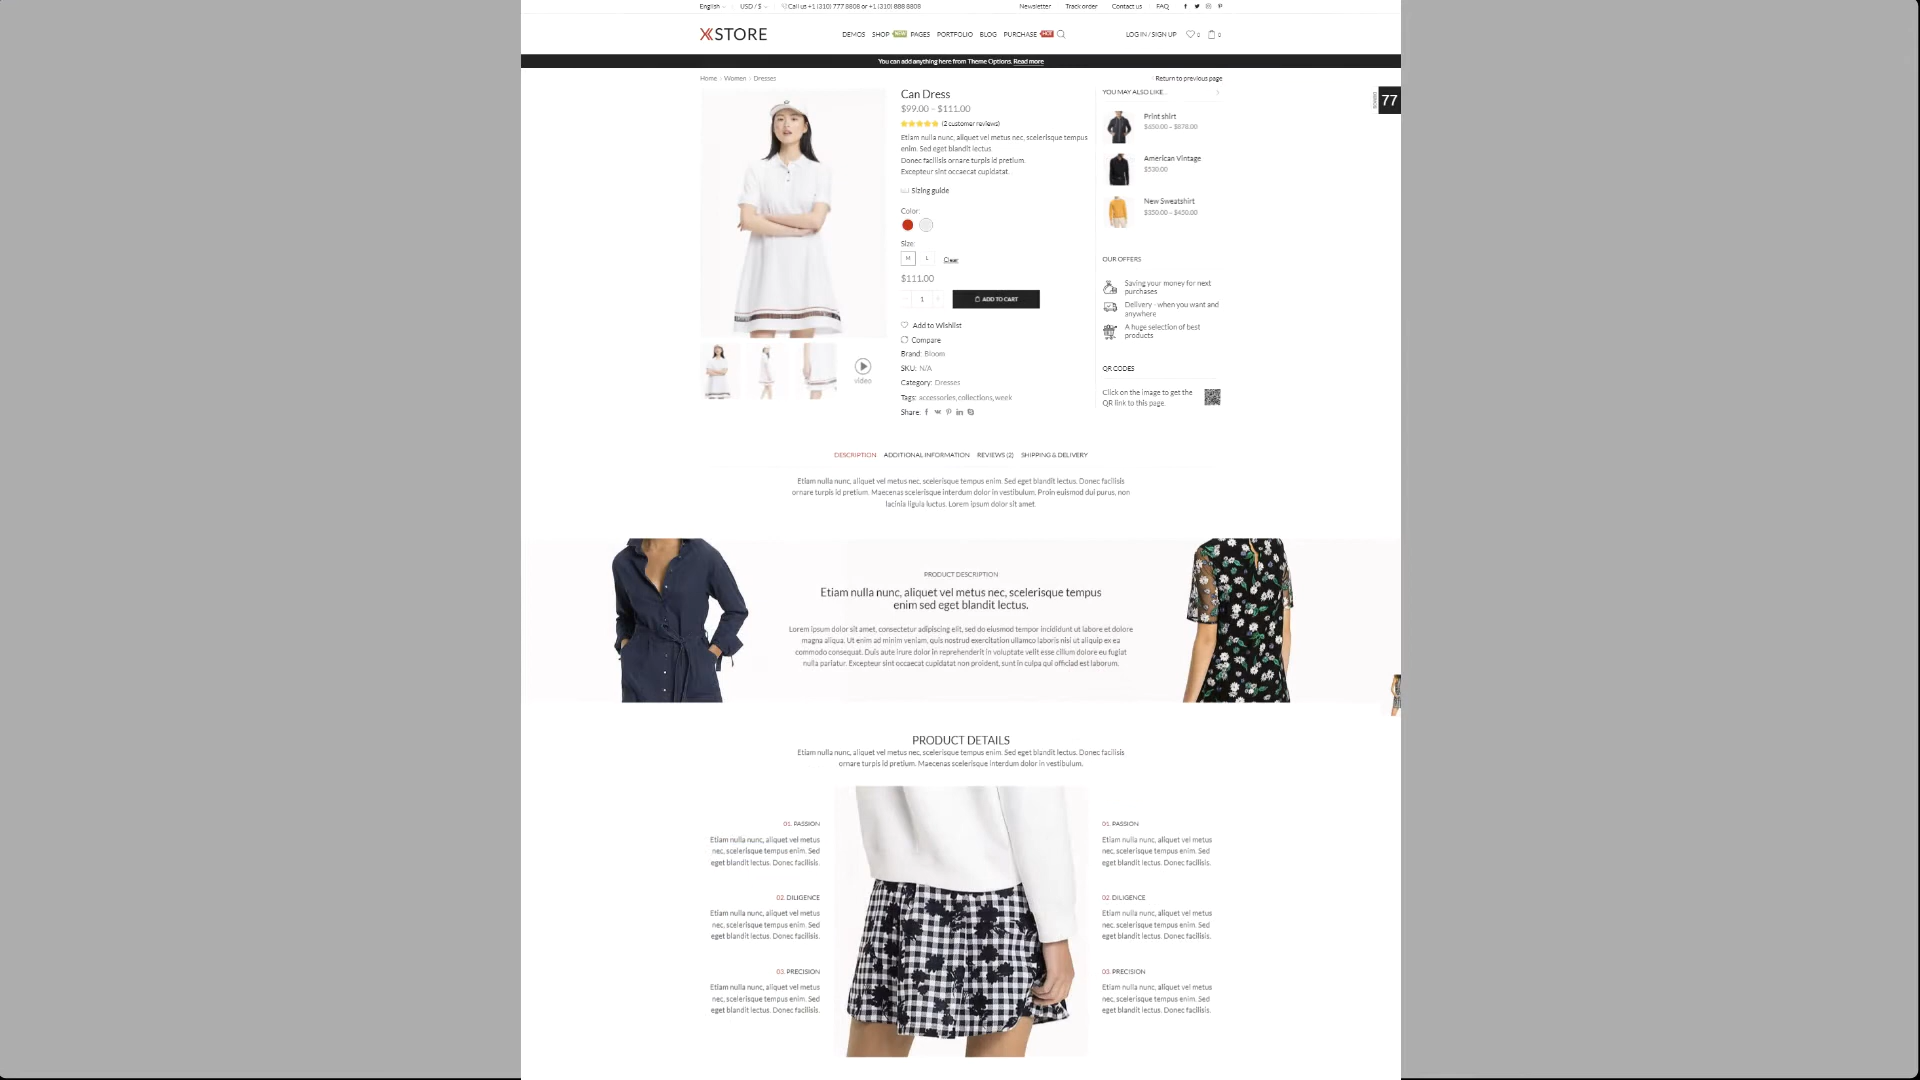 English
USD / $
Call us +1 (310) 777 8808 or +1 (310) 888 8808
Newsletter
Track order
Contact us
FAQ
XSTORE
DEMOS
SHOP
NEW
PAGES
PORTFOLIO
BLOG
PURCHASE
HOT
LOG IN / SIGN UP
0
0
You can add anything here from Theme Options. Read more
Home
Women
Dresses
Return to previous page
Can Dress
$99.00 – $111.00
(2 customer reviews)
Etiam nulla nunc, aliquet vel metus nec, scelerisque tempus
enim. Sed eget blandit lectus
Donec facilisis ornare turpis id pretium.
Excepteur sint occaecat cupidatat.
Sizing guide
Color:
Size:
M
L
Clear
$111.00
1
ADD TO CART
Add to Wishlist
Compare
Brand: Bloom
SKU: N/A
Category: Dresses
Tags: accessories, collections, week
Share:
video
YOU MAY ALSO LIKE...
Print shirt
$650.00 – $878.00
American Vintage
$530.00
New Sweatshirt
$350.00 – $450.00
OUR OFFERS
Saving your money for next
purchases
Delivery - when you want and
anywhere
A huge selection of best
products
QR CODES
Click on the image to get the
QR link to this page.
77
DESCRIPTION
ADDITIONAL INFORMATION
REVIEWS (2)
SHIPPING & DELIVERY
Etiam nulla nunc, aliquet vel metus nec, scelerisque tempus enim. Sed eget blandit lectus. Donec facilisis
ornare turpis id pretium. Maecenas scelerisque interdum dolor in vestibulum. Proin euismod dui purus, non
lacinia ligula luctus. Lorem ipsum dolor sit amet.
PRODUCT DESCRIPTION
Etiam nulla nunc, aliquet vel metus nec, scelerisque tempus
enim sed eget blandit lectus.
Lorem ipsum dolor sit amet, consectetur adipiscing elit, sed do eiusmod tempor incididunt ut labore et dolore
magna aliqua. Ut enim ad minim veniam, quis nostrud exercitation ullamco laboris nisi ut aliquip ex ea
commodo consequat. Duis aute irure dolor in reprehenderit in voluptate velit esse cillum dolore eu fugiat
nulla pariatur. Excepteur sint occaecat cupidatat non proident, sunt in culpa qui officiad est laborum.
PRODUCT DETAILS
Etiam nulla nunc, aliquet vel metus nec, scelerisque tempus enim. Sed eget blandit lectus. Donec facilisis
ornare turpis id pretium. Maecenas scelerisque interdum dolor in vestibulum.
01. PASSION
Etiam nulla nunc, aliquet vel metus
nec, scelerisque tempus enim. Sed
eget blandit lectus. Donec facilisis.
02. DILIGENCE
Etiam nulla nunc, aliquet vel metus
nec, scelerisque tempus enim. Sed
eget blandit lectus. Donec facilisis.
03. PRECISION
Etiam nulla nunc, aliquet vel metus
nec, scelerisque tempus enim. Sed
eget blandit lectus. Donec facilisis.
01. PASSION
Etiam nulla nunc, aliquet vel metus
nec, scelerisque tempus enim. Sed
eget blandit lectus. Donec facilisis.
02. DILIGENCE
Etiam nulla nunc, aliquet vel metus
nec, scelerisque tempus enim. Sed
eget blandit lectus. Donec facilisis.
03. PRECISION
Etiam nulla nunc, aliquet vel metus
nec, scelerisque tempus enim. Sed
eget blandit lectus. Donec facilisis.